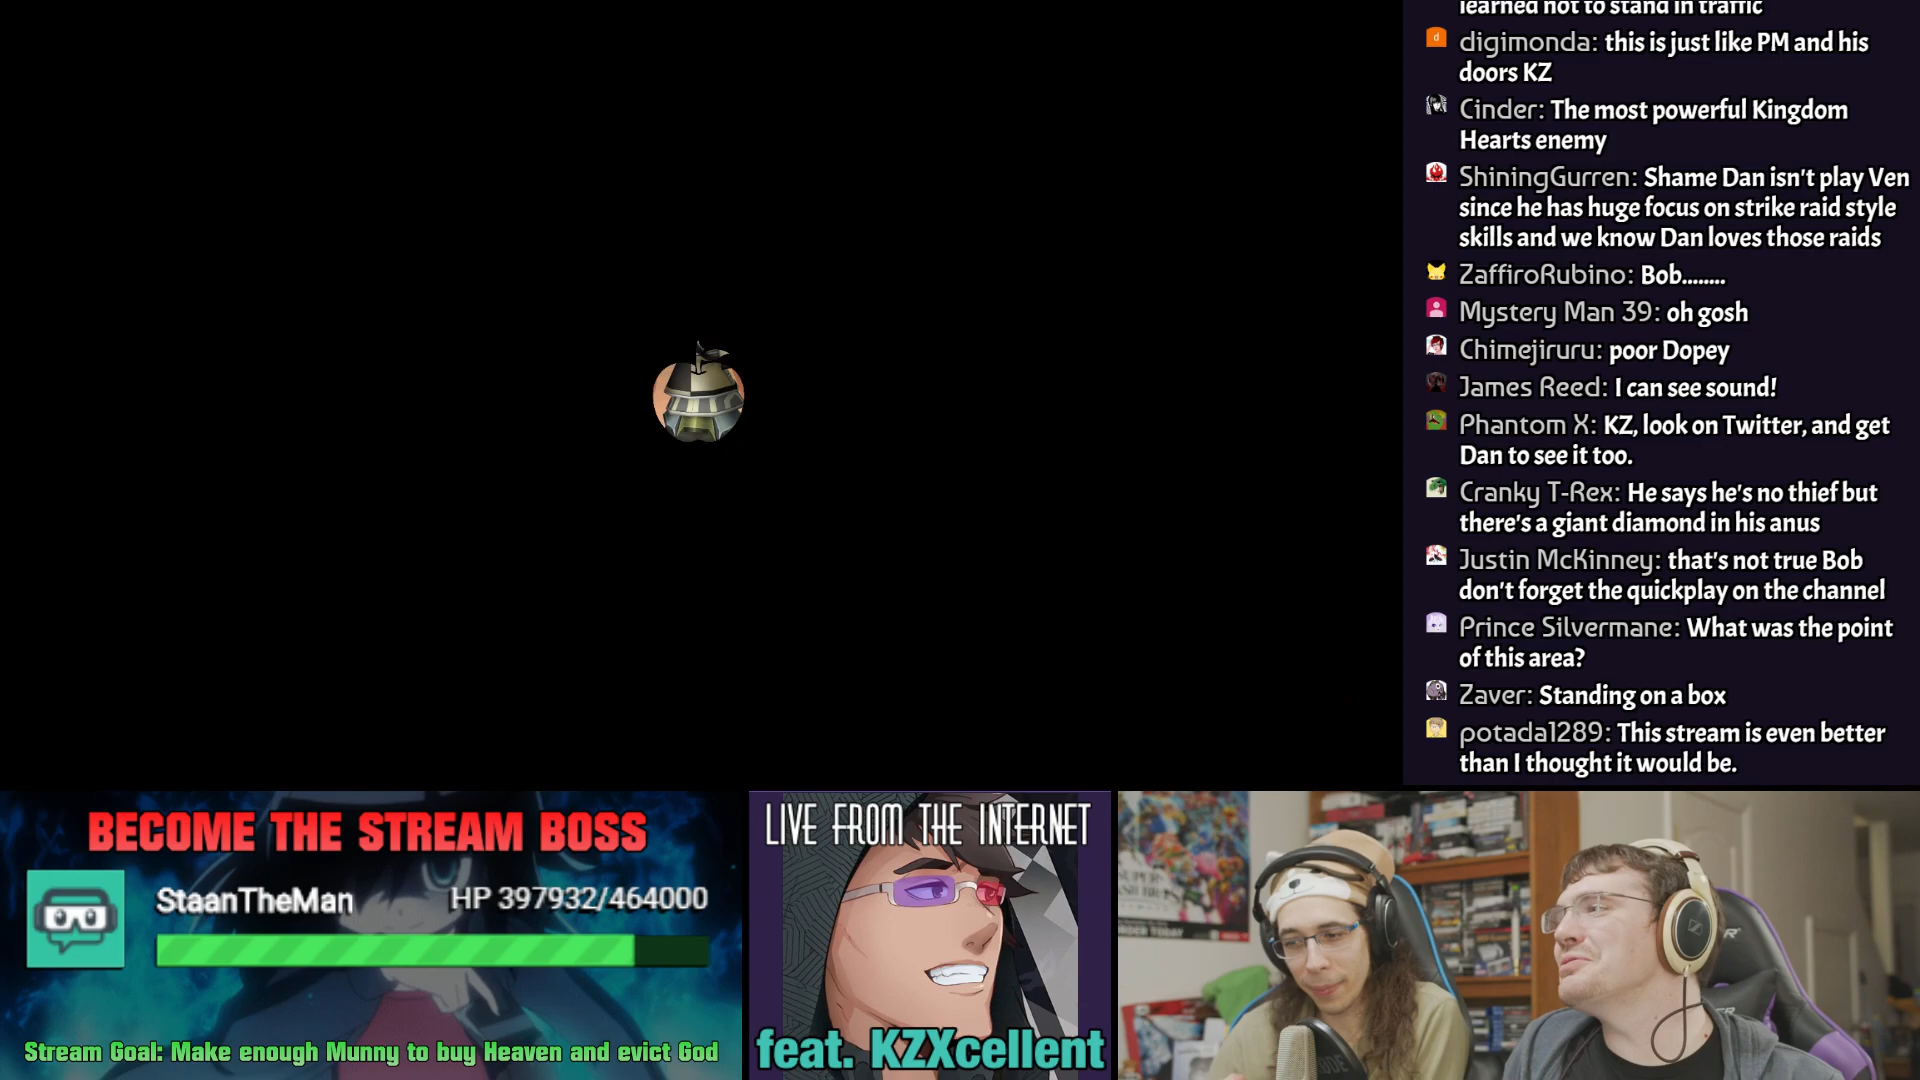 learned not to stand in traffic
digimonda: this is just like PM and his
doors KZ
Cinder: The most powerful Kingdom
Hearts enemy
ShiningGurren: Shame Dan isn't play Ven
since he has huge focus on strike raid style
skills and we know Dan loves those raids
ZaffiroRubino: Bob........
Mystery Man 39: oh gosh
Chimejiruru: poor Dopey
James Reed: I can see sound!
Phantom X: KZ, look on Twitter, and get
Dan to see it too.
Cranky T-Rex: He says he's no thief but
there's a giant diamond in his anus
Justin McKinney: that's not true Bob
don't forget the quickplay on the channel
Prince Silvermane: What was the point
of this area?
Zaver: Standing on a box
potada1289: This stream is even better
than I thought it would be.
BECOME THE STREAM BOSS
StaanTheMan HP 397932/464000
Stream Goal: Make enough Munny to buy Heaven and evict God
LIVE FROM THE INTERNET
feat. KZXcellent